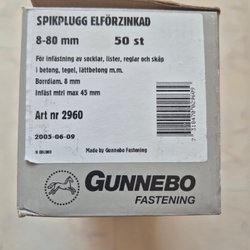 SPIKPLUGG ELFÖRZINKAD
8-80 mm 50 st
För infästning av socklar, lister, reglar och skåp
i betong, tegel, lättbetong m.m.
Borrdiam. 8 mm
Infäst mtrl max 45 mm
Art nr 2960
2005-06-09
Made by Gunnebo Fastening
GUNNEBO
FASTENING